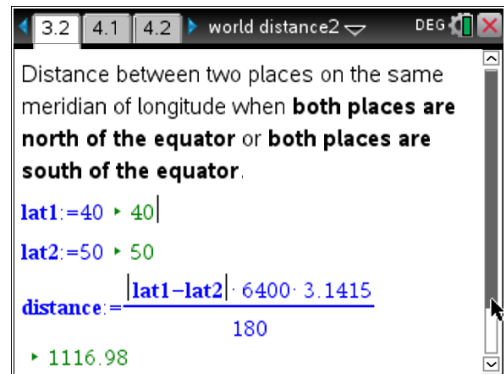 3.2 4.1 4.2 world distance2 DEG
Distance between two places on the same
meridian of longitude when both places are
north of the equator or both places are
south of the equator.
lat1:=40 ▸ 40
lat2:=50 ▸ 50
distance:=|lat1−lat2|· 6400· 3.1415
180
▸ 1116.98